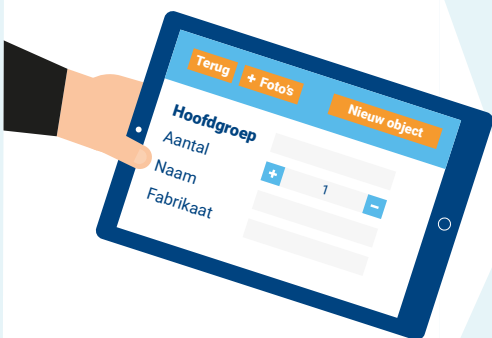 Terug + Foto's Nieuw object
Hoofdgroep
Aantal + 1 -
Naam
Fabrikaat